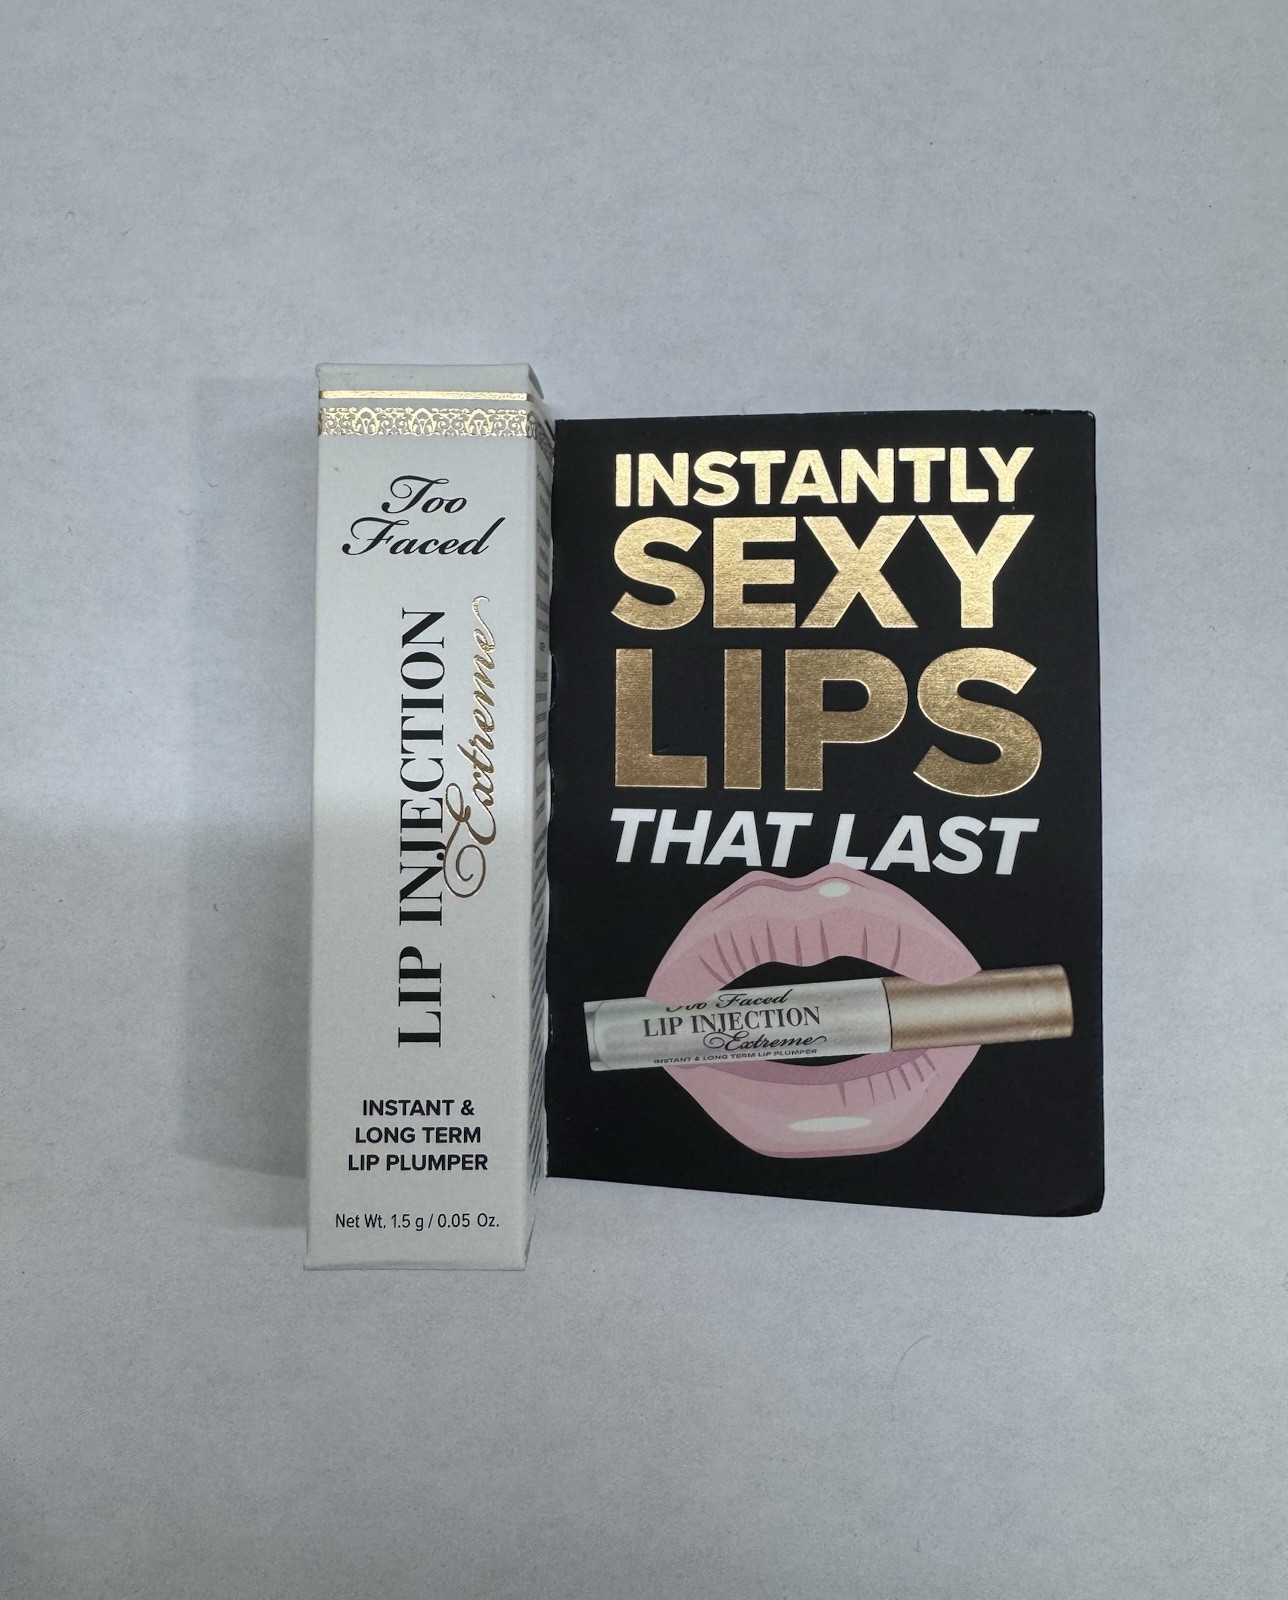 Too
Faced
LIP INJECTION
Extreme
INSTANT &
LONG TERM
LIP PLUMPER
Net Wt. 1.5 g / 0.05 Oz.
INSTANTLY
SEXY
LIPS
THAT LAST
Too Faced
LIP INJECTION
Extreme
INSTANT & LONG TERM LIP PLUMPER